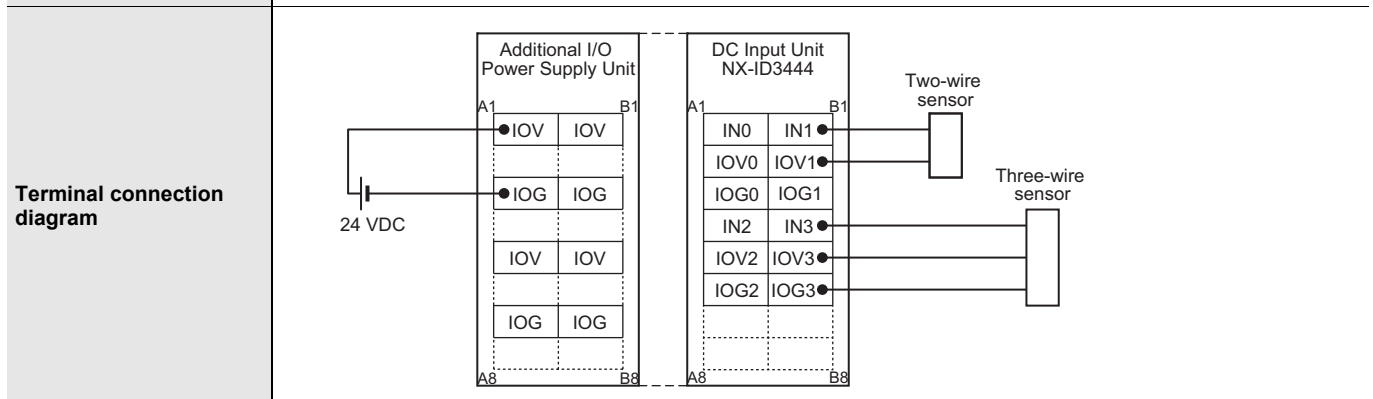 Terminal connection
diagram
Additional I/O
Power Supply Unit
A1 B1
IOV IOV
IOG IOG
IOV IOV
IOG IOG
A8 B8
24 VDC
DC Input Unit
NX-ID3444
A1 B1
IN0 IN1
IOV0 IOV1
IOG0 IOG1
IN2 IN3
IOV2 IOV3
IOG2 IOG3
A8 B8
Two-wire
sensor
Three-wire
sensor